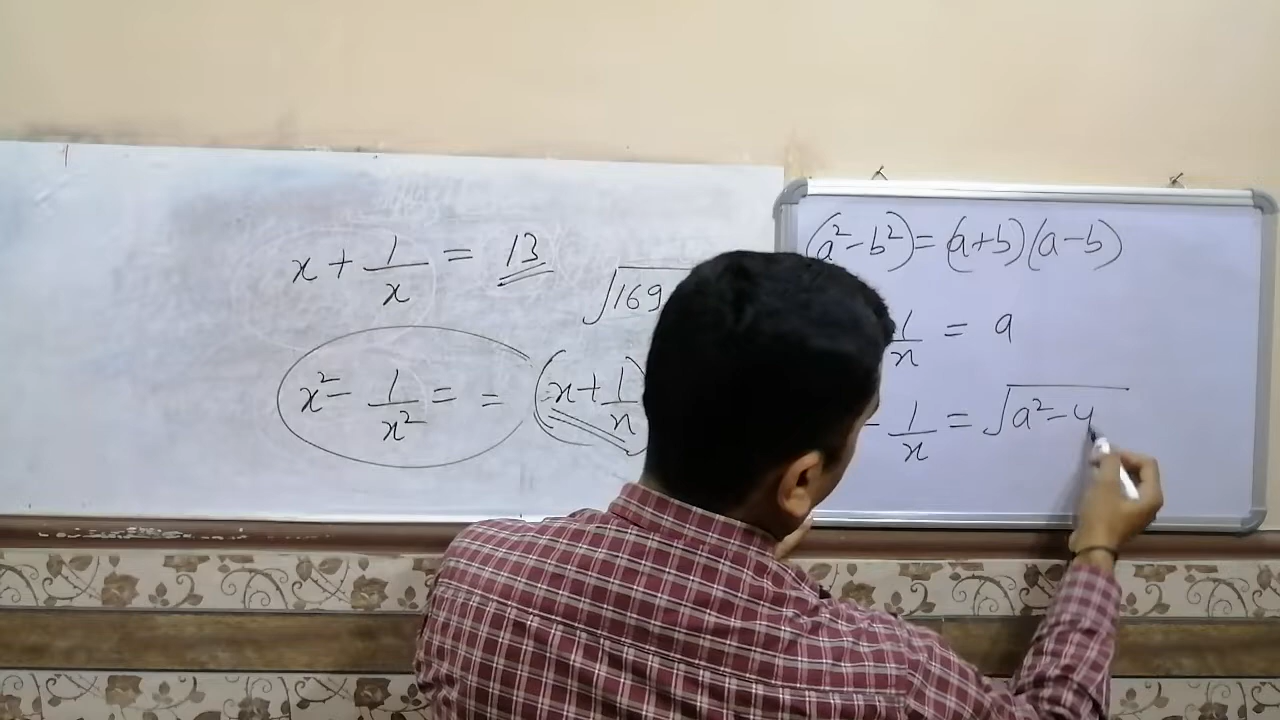 x + 1/x = 13
√169
x² - 1/x² = = (x + 1/x)
(a² - b²) = (a+b)(a-b)
1/x = a
- 1/x = √a² - 4